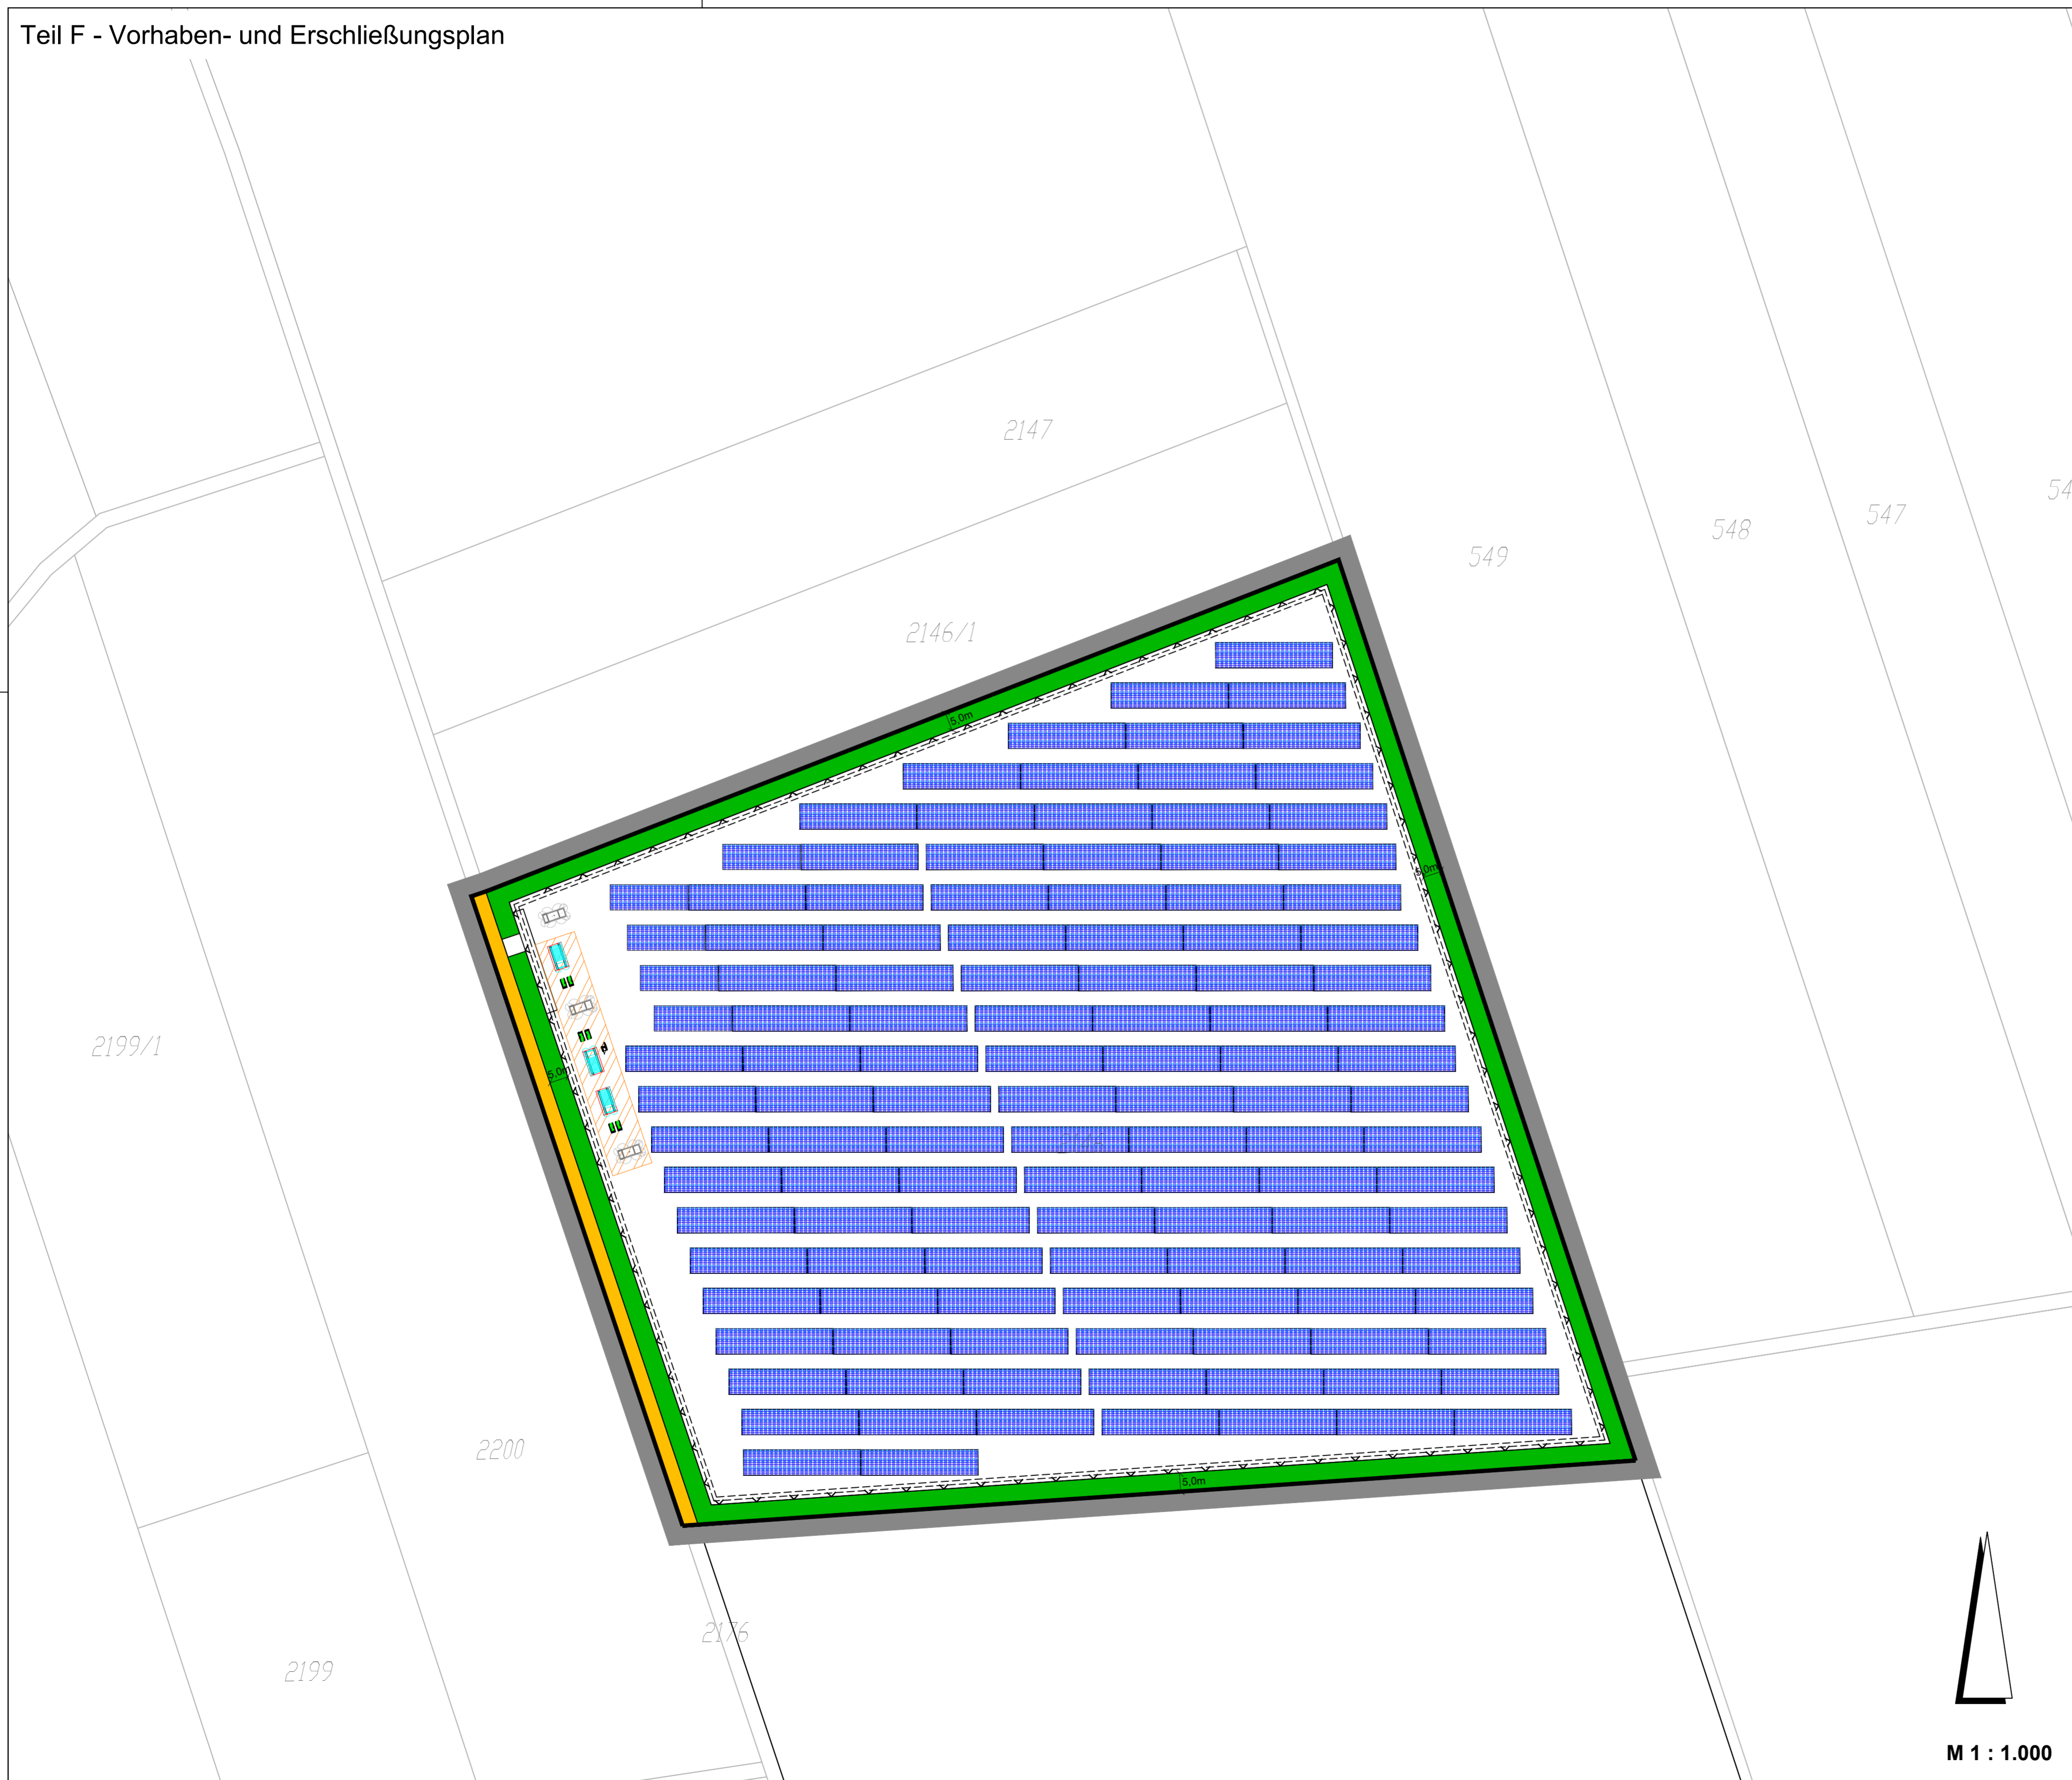 Teil F - Vorhaben- und Erschließungsplan
2147
54
547
548
549
2146/1
5,0m
5,0m
2199/1
5,0m
2200
5,0m
2176
2199
M 1 : 1.000